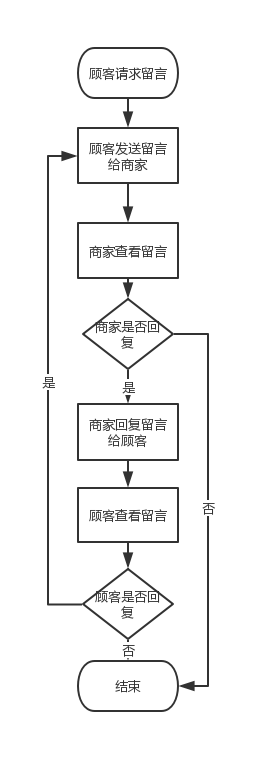 顾客请求留言
顾客发送留言
给商家
商家查看留言
商家是否回
复
是
是
商家回复留言
给顾客
否
顾客查看留言
顾客是否回
复
否
结束